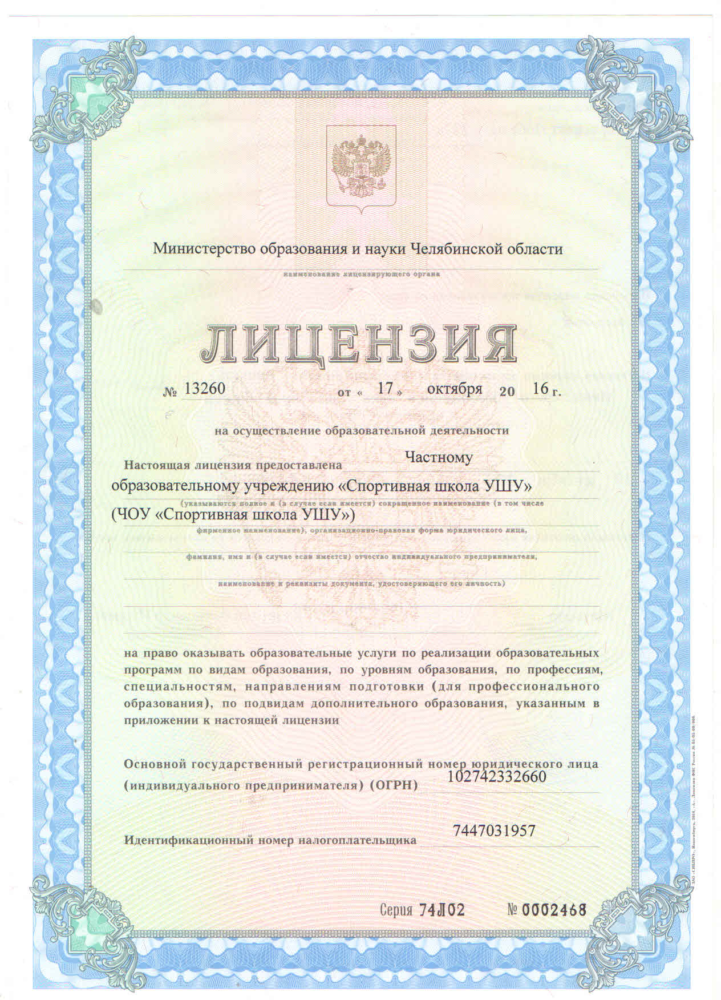 Министерство образования и науки Челябинской области
наименование лицензирующего органа
ЛИЦЕНЗИЯ
№ 13260 от « 17 » октября 20 16 г.
на осуществление образовательной деятельности
Настоящая лицензия предоставлена Частному
образовательному учреждению «Спортивная школа УШУ»
(указываются полное и (в случае если имеется) сокращенное наименование (в том числе
(ЧОУ «Спортивная школа УШУ»)
фирменное наименование), организационно-правовая форма юридического лица,
фамилия, имя и (в случае если имеется) отчество индивидуального предпринимателя,
наименование и реквизиты документа, удостоверяющего его личность)
на право оказывать образовательные услуги по реализации образовательных
программ по видам образования, по уровням образования, по профессиям,
специальностям, направлениям подготовки (для профессионального
образования), по подвидам дополнительного образования, указанным в
приложении к настоящей лицензии
Основной государственный регистрационный номер юридического лица
(индивидуального предпринимателя) (ОГРН) 102742332660
Идентификационный номер налогоплательщика 7447031957
Серия 74Л02 № 0002468
ЗАО «СИБПРО», Новосибирск, 2014, «А». Лицензия ФНС России № 05-05-09/008